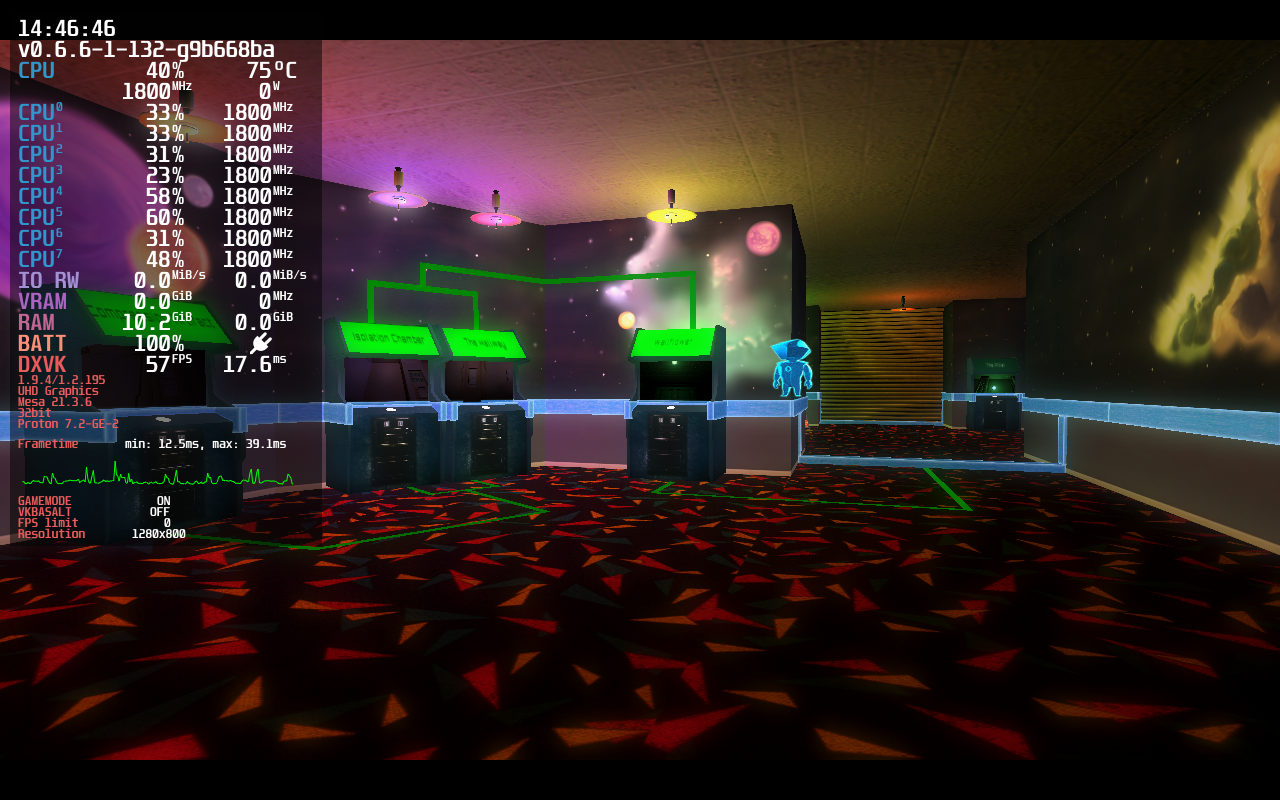 14:46:46
v0.6.6-1-132-g9b668ba
CPU 40% 75°C
1800MHz 0W
CPU0 33% 1800MHz
CPU1 33% 1800MHz
CPU2 31% 1800MHz
CPU3 23% 1800MHz
CPU4 58% 1800MHz
CPU5 60% 1800MHz
CPU6 31% 1800MHz
CPU7 48% 1800MHz
IO RW 0.0MiB/s 0.0MiB/s
VRAM 0.0GiB 0MHz
RAM 10.2GiB 0.0GiB
BATT 100%
DXVK 57FPS 17.6ms
1.9.4/1.2.195
UHD Graphics
Mesa 21.3.6
32bit
Proton 7.2-GE-2
Frametime min: 12.5ms, max: 39.1ms
GAMEMODE ON
VKBASALT OFF
FPS limit 0
Resolution 1280x800
Isolation Chamber
The Hallway